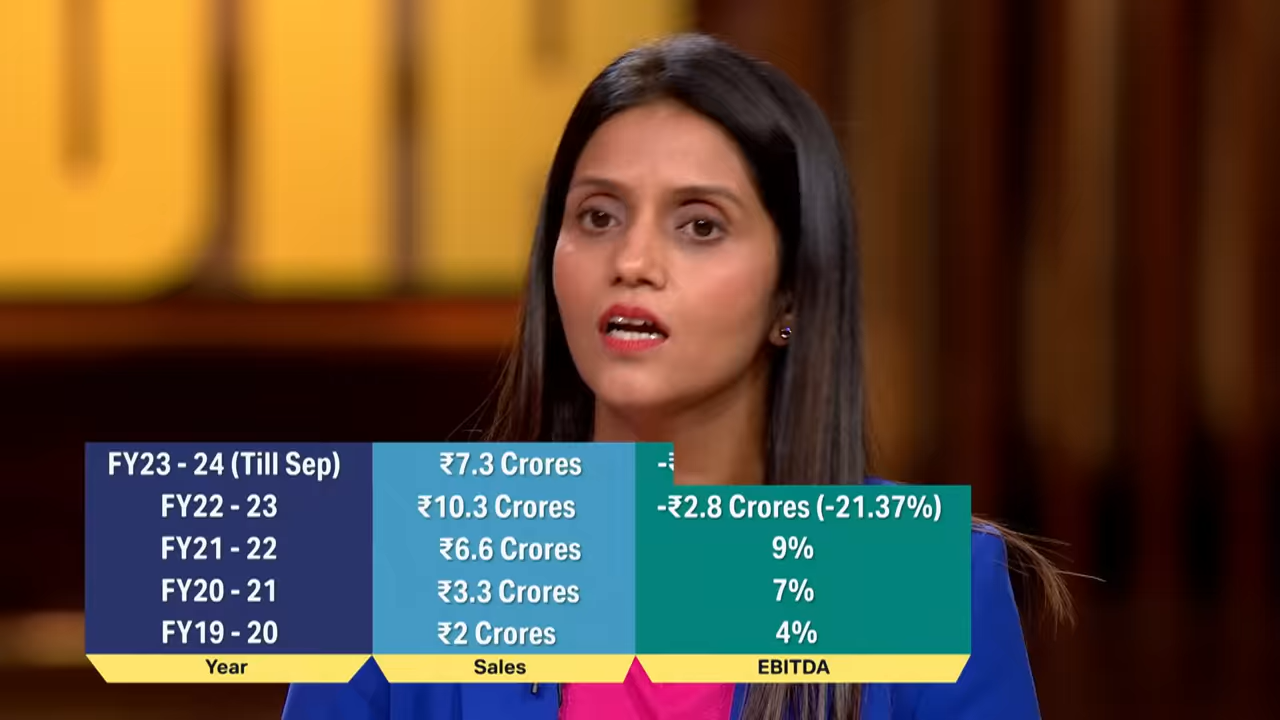 FY23 - 24 (Till Sep) ₹7.3 Crores
FY22 - 23 ₹10.3 Crores -₹2.8 Crores (-21.37%)
FY21 - 22 ₹6.6 Crores 9%
FY20 - 21 ₹3.3 Crores 7%
FY19 - 20 ₹2 Crores 4%
Year Sales EBITDA